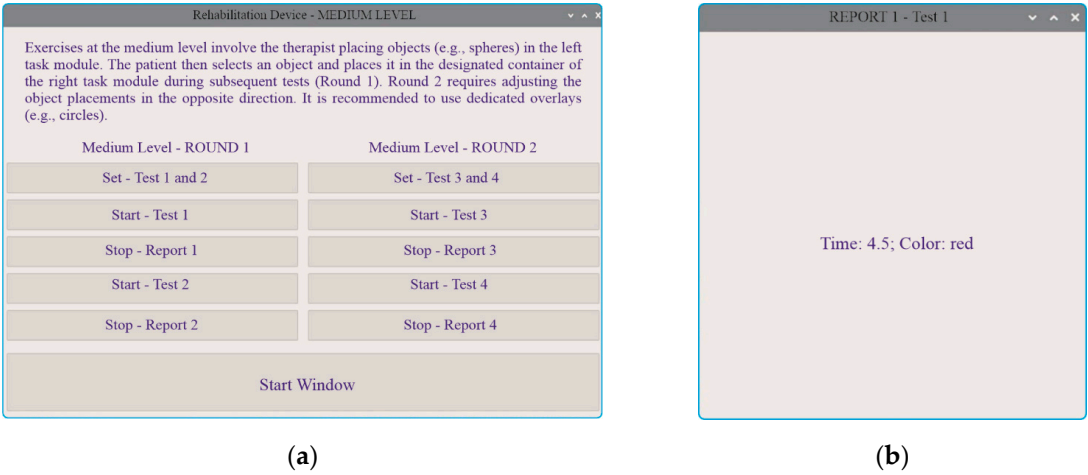 Rehabilitation Device - MEDIUM LEVEL
Exercises at the medium level involve the therapist placing objects (e.g., spheres) in the left
task module. The patient then selects an object and places it in the designated container of
the right task module during subsequent tests (Round 1). Round 2 requires adjusting the
object placements in the opposite direction. It is recommended to use dedicated overlays
(e.g., circles).
Medium Level - ROUND 1
Medium Level - ROUND 2
Set - Test 1 and 2
Set - Test 3 and 4
Start - Test 1
Start - Test 3
Stop - Report 1
Stop - Report 3
Start - Test 2
Start - Test 4
Stop - Report 2
Stop - Report 4
Start Window
(a)
REPORT 1 - Test 1
Time: 4.5; Color: red
(b)